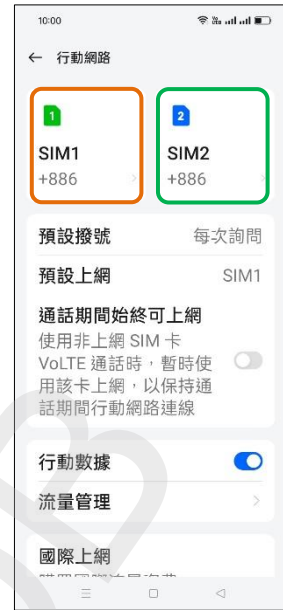 10:00
← 行動網路
1
2
SIM1
SIM2
+886
+886
預設撥號 每次詢問
預設上網 SIM1
通話期間始終可上網
使用非上網 SIM 卡
VoLTE 通話時，暫時使
用該卡上網，以保持通
話期間行動網路連線
行動數據
流量管理
國際上網